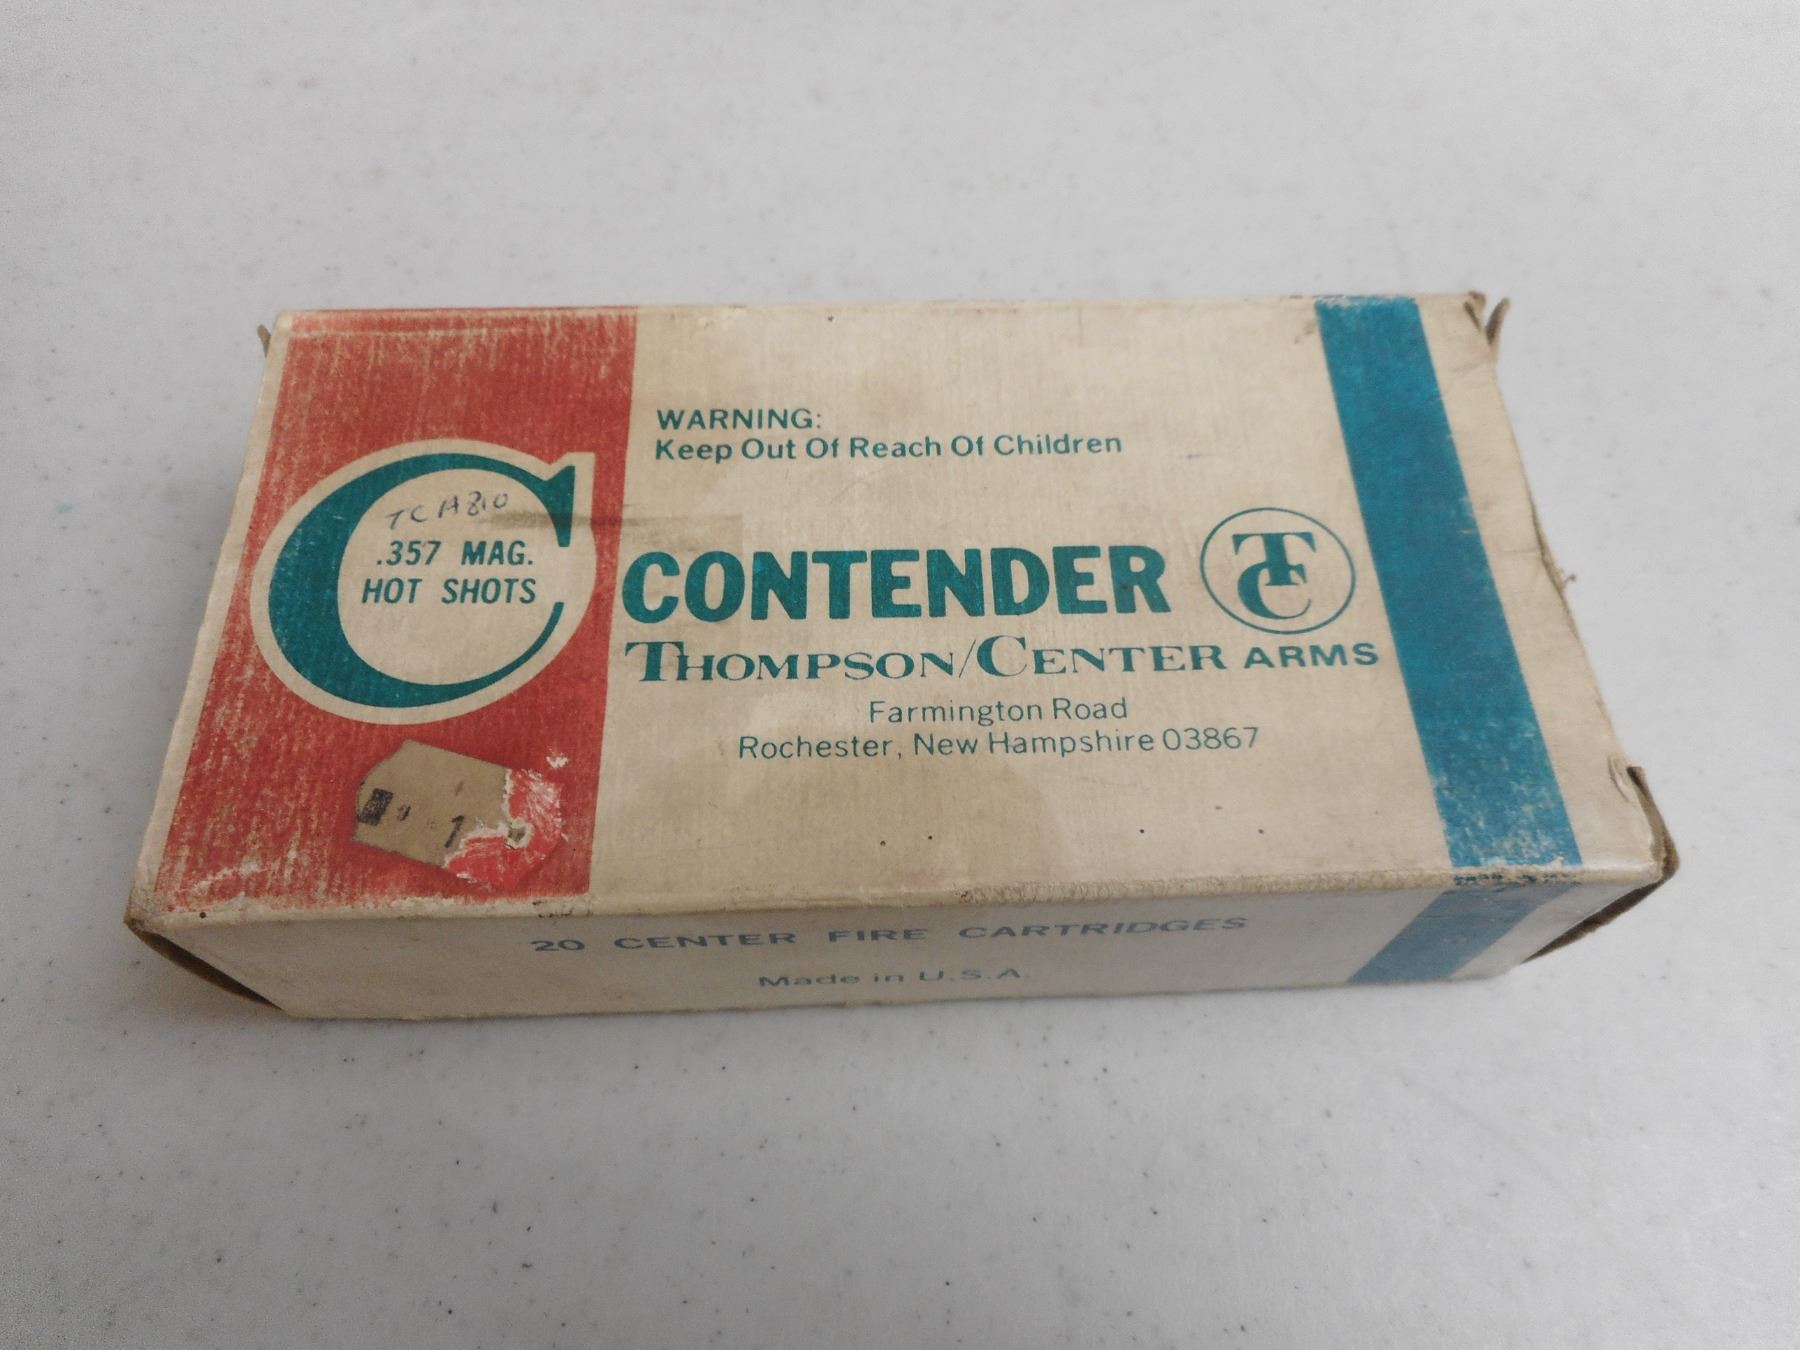 WARNING:
Keep Out Of Reach Of Children
TCA810
.357 MAG.
HOT SHOTS
CONTENDER
TC
THOMPSON/CENTER ARMS
Farmington Road
Rochester, New Hampshire 03867
1
20 CENTER FIRE CARTRIDGES
Made in U.S.A.